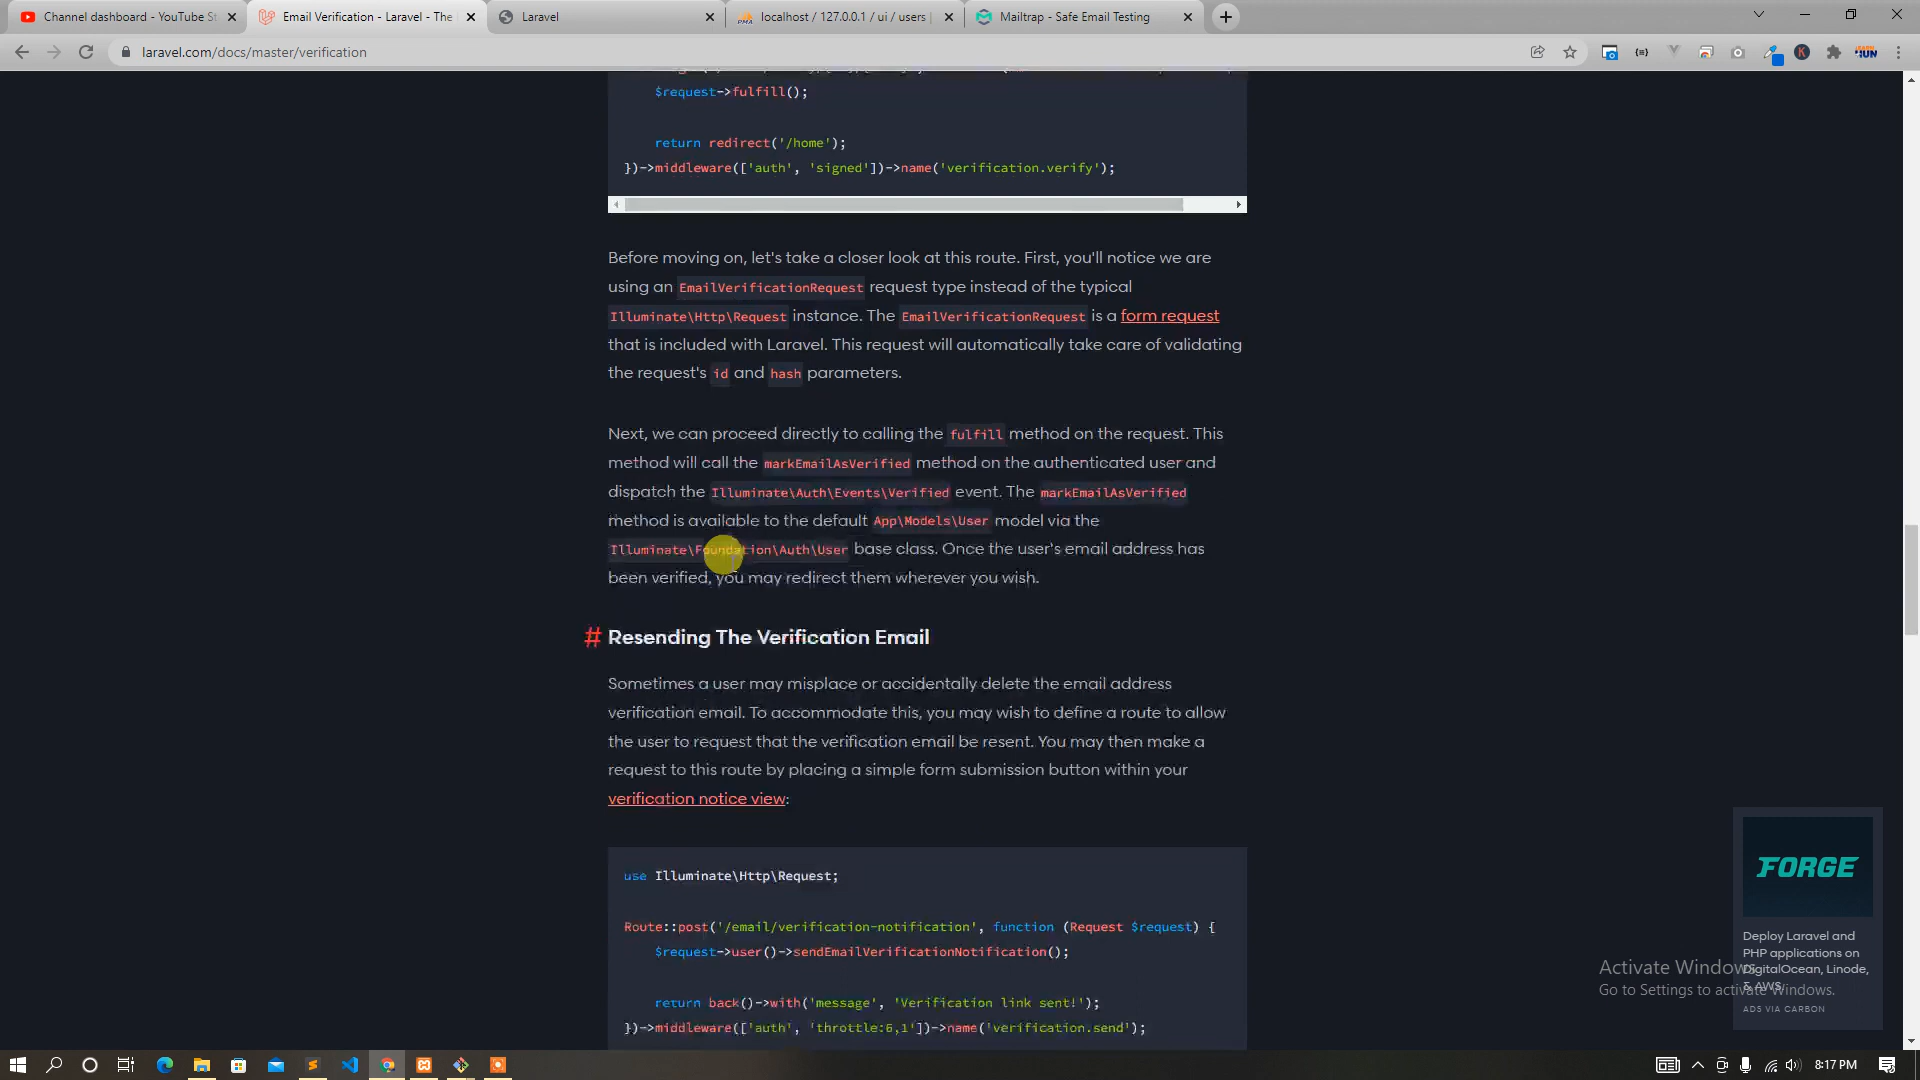 Channel dashboard - YouTube St
Email Verification - Laravel - The
Laravel
localhost / 127.0.0.1 / ui / users |
Mailtrap - Safe Email Testing
laravel.com/docs/master/verification
$request->fulfill();
return redirect('/home');
})->middleware(['auth', 'signed'])->name('verification.verify');
Before moving on, let's take a closer look at this route. First, you'll notice we are
using an EmailVerificationRequest request type instead of the typical
Illuminate\Http\Request instance. The EmailVerificationRequest is a form request
that is included with Laravel. This request will automatically take care of validating
the request's id and hash parameters.
Next, we can proceed directly to calling the fulfill method on the request. This
method will call the markEmailAsVerified method on the authenticated user and
dispatch the Illuminate\Auth\Events\Verified event. The markEmailAsVerified
method is available to the default App\Models\User model via the
Illuminate\Foundation\Auth\User base class. Once the user's email address has
been verified, you may redirect them wherever you wish.
# Resending The Verification Email
Sometimes a user may misplace or accidentally delete the email address
verification email. To accommodate this, you may wish to define a route to allow
the user to request that the verification email be resent. You may then make a
request to this route by placing a simple form submission button within your
verification notice view:
use Illuminate\Http\Request;
Route::post('/email/verification-notification', function (Request $request) {
$request->user()->sendEmailVerificationNotification();
return back()->with('message', 'Verification link sent!');
})->middleware(['auth', 'throttle:6,1'])->name('verification.send');
FORGE
Deploy Laravel and
PHP applications on
DigitalOcean, Linode,
& AWS.
ADS VIA CARBON
Activate Windows
Go to Settings to activate Windows.
8:17 PM